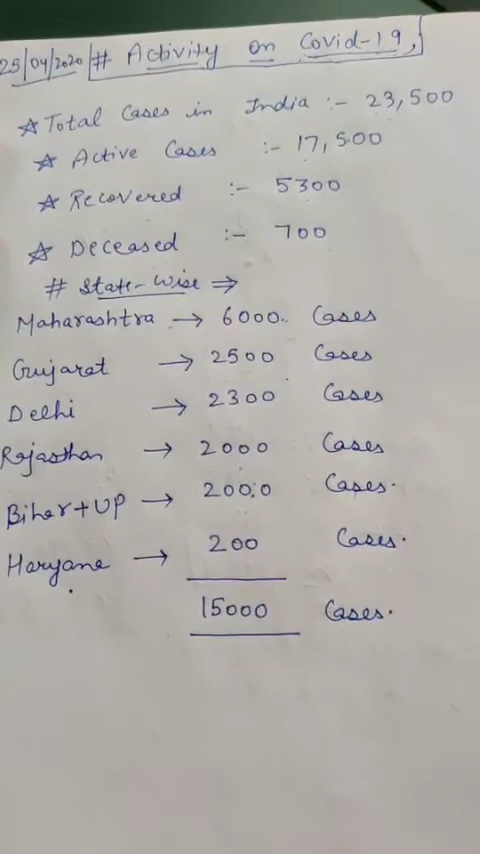 25/04/2020 # Activity on Covid-19,
☆ Total Cases in India :- 23,500
☆ Active Cases :- 17,500
☆ Recovered :- 5300
☆ Deceased :- 700
# State-Wise ⇒
Maharashtra → 6000.. Cases
Gujarat → 2500 Cases
Delhi → 2300 Cases
Rajasthan → 2000 Cases
Bihar+UP → 2000 Cases.
Haryana → 200 Cases.
15000 Cases.